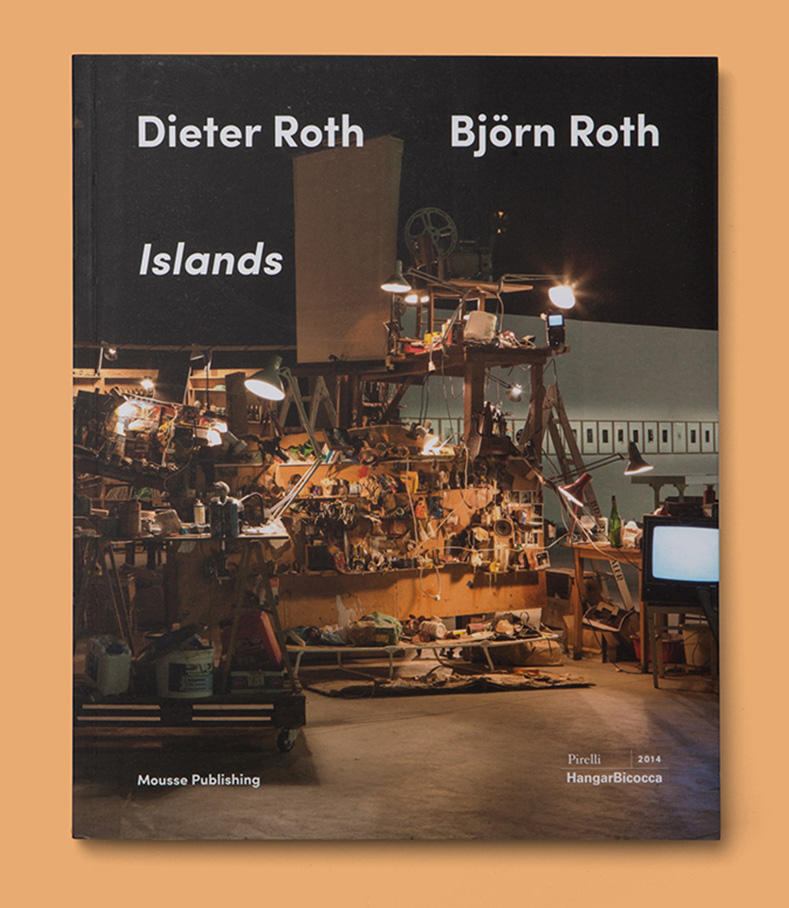 Dieter Roth Björn Roth
Islands
Mousse Publishing
Pirelli 2014
HangarBicocca